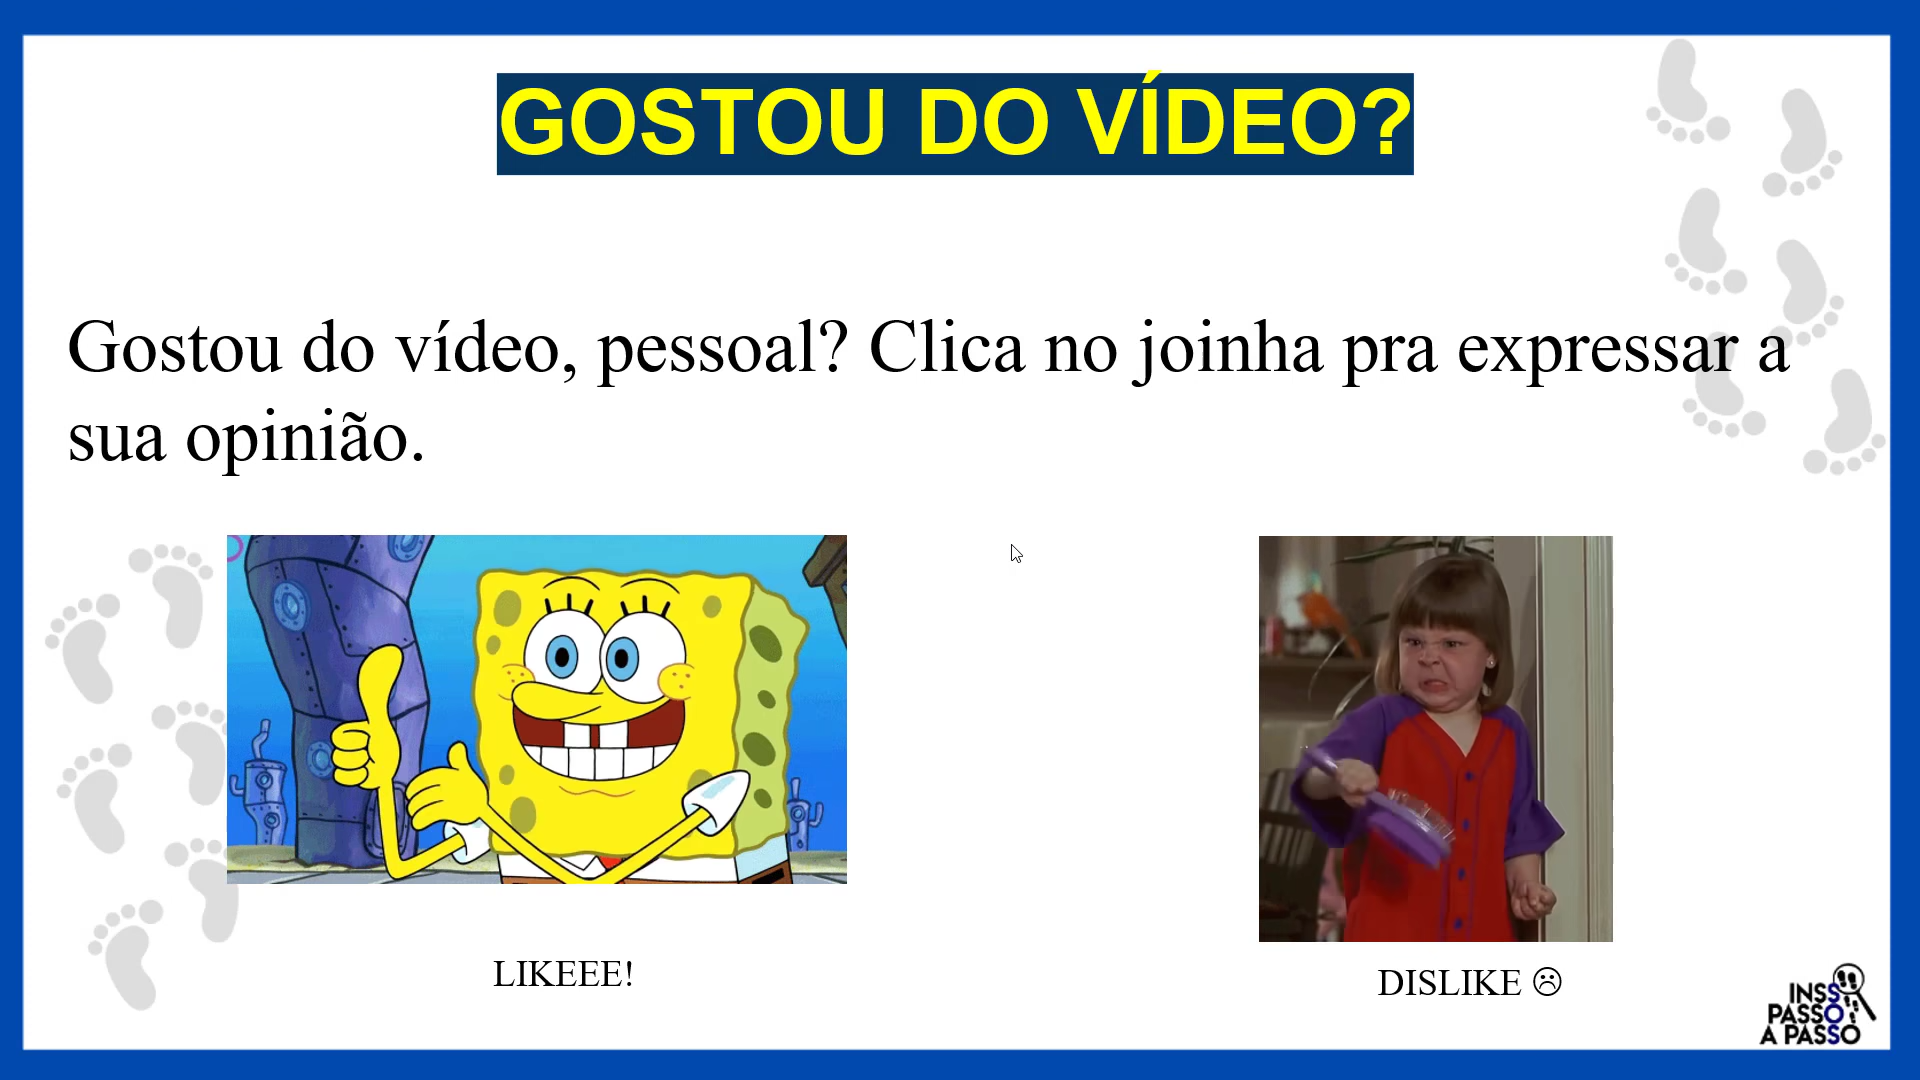 GOSTOU DO VÍDEO?
Gostou do vídeo, pessoal? Clica no joinha pra expressar a
sua opinião.
LIKEEE!
DISLIKE ☹
INSS
PASSO
A PASSO